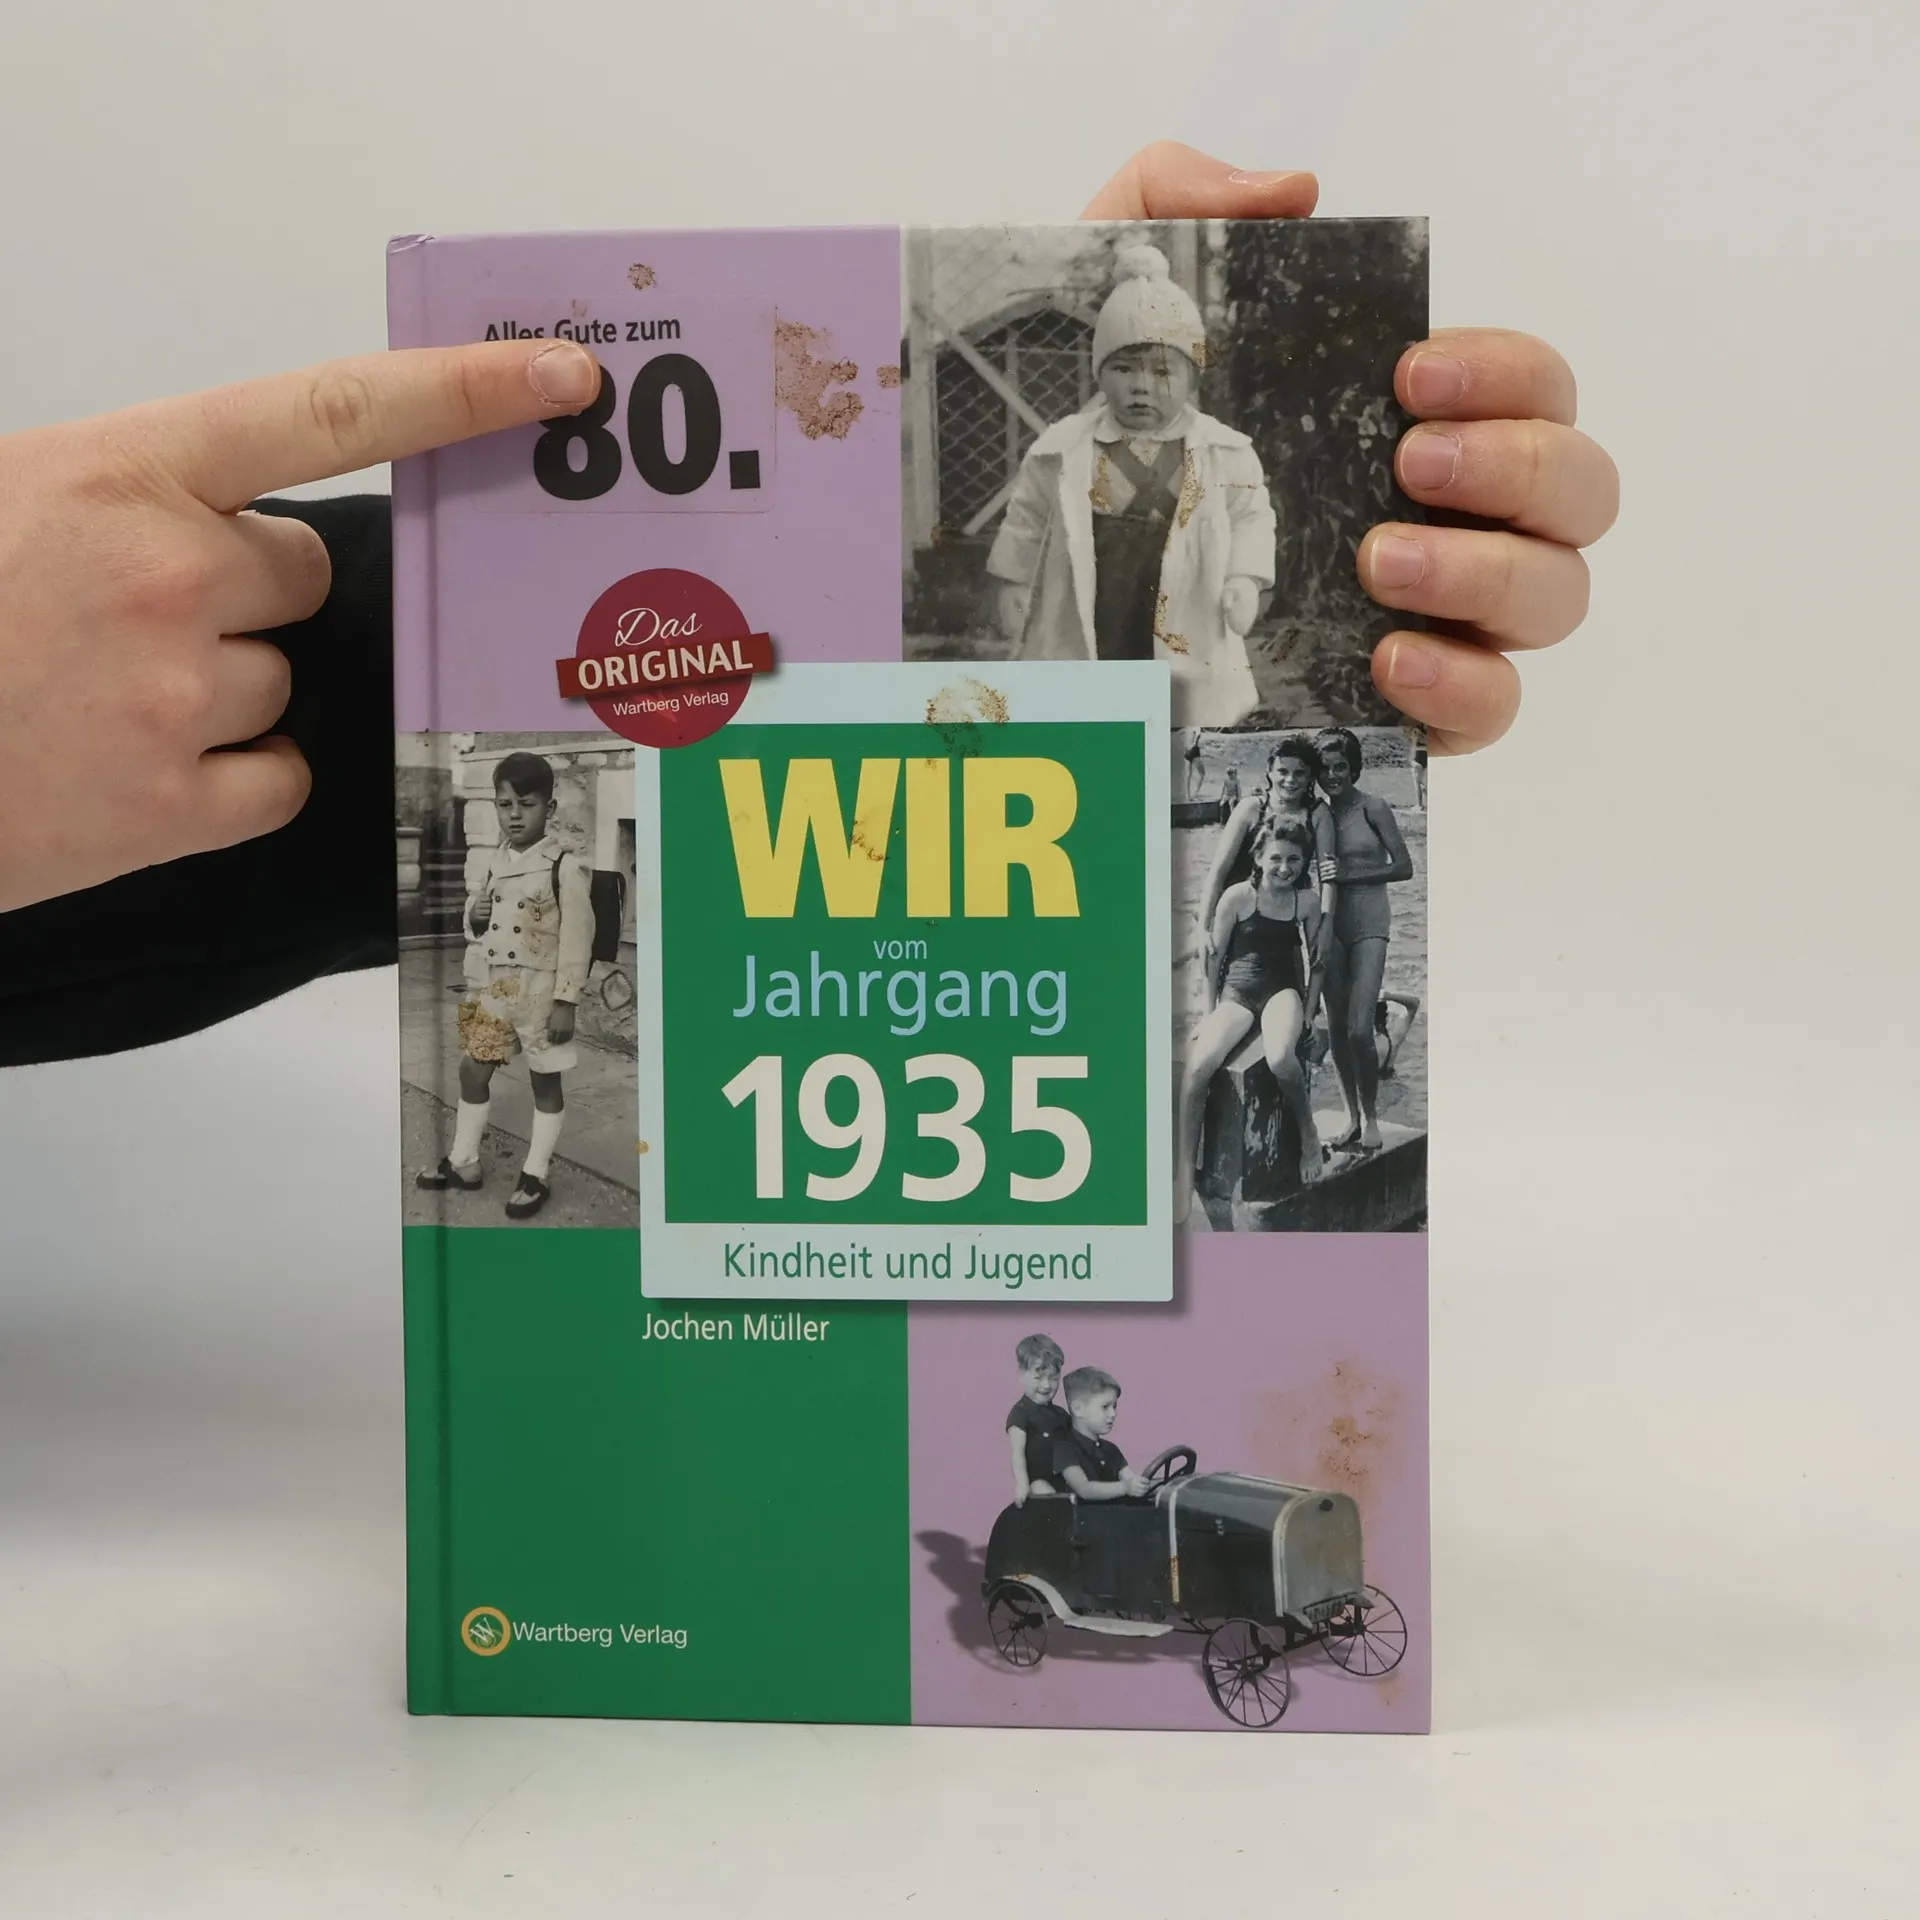 Alles Gute zum
80.
Das
ORIGINAL
Wartberg Verlag
WIR
vom
Jahrgang
1935
Kindheit und Jugend
Jochen Müller
W Wartberg Verlag